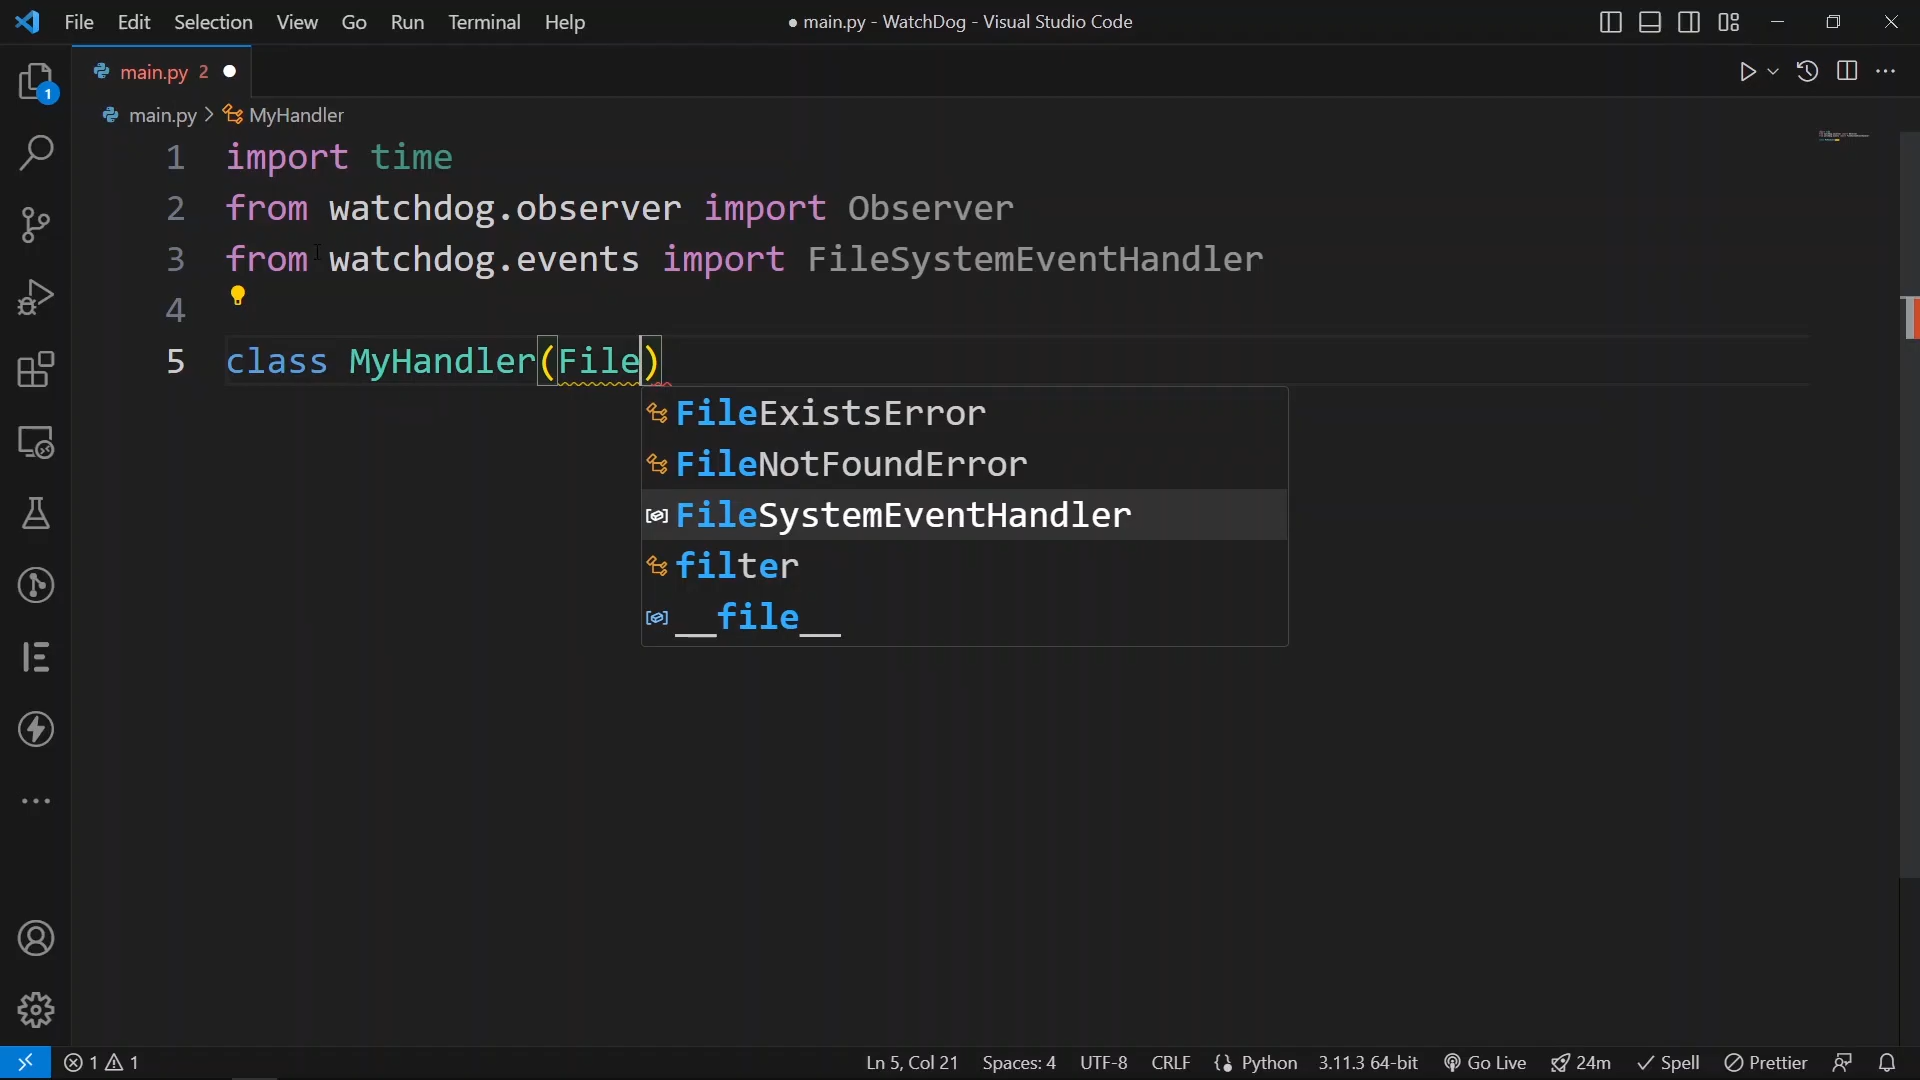 File Edit Selection View Go Run Terminal Help
● main.py - WatchDog - Visual Studio Code
1
main.py 2 ●
main.py > MyHandler
1 import time
2 from watchdog.observer import Observer
3 from watchdog.events import FileSystemEventHandler
4
5 class MyHandler(File)
FileExistsError
FileNotFoundError
FileSystemEventHandler
filter
__file__
1 1 Ln 5, Col 21 Spaces: 4 UTF-8 CRLF Python 3.11.3 64-bit Go Live 24m Spell Prettier